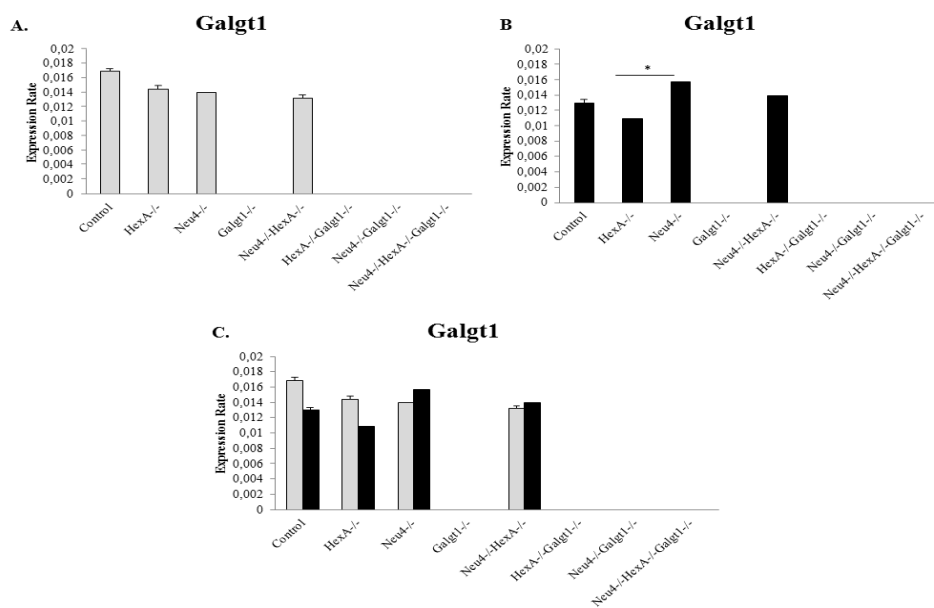 A.
Galgt1
Expression Rate
0,02
0,018
0,016
0,014
0,012
0,01
0,008
0,006
0,004
0,002
0
Control
HexA-/-
Neu4-/-
Galgt1-/-
Neu4-/-HexA-/-
HexA-/-Galgt1-/-
Neu4-/-Galgt1-/-
Neu4-/-HexA-/-Galgt1-/-
B
Galgt1
Expression Rate
0,02
0,018
0,016
0,014
0,012
0,01
0,008
0,006
0,004
0,002
0
*
Control
HexA-/-
Neu4-/-
Galgt1-/-
Neu4-/-HexA-/-
HexA-/-Galgt1-/-
Neu4-/-Galgt1-/-
Neu4-/-HexA-/-Galgt1-/-
C.
Galgt1
Expression Rate
0,02
0,018
0,016
0,014
0,012
0,01
0,008
0,006
0,004
0,002
0
Control
HexA-/-
Neu4-/-
Galgt1-/-
Neu4-/-HexA-/-
HexA-/-Galgt1-/-
Neu4-/-Galgt1-/-
Neu4-/-HexA-/-Galgt1-/-